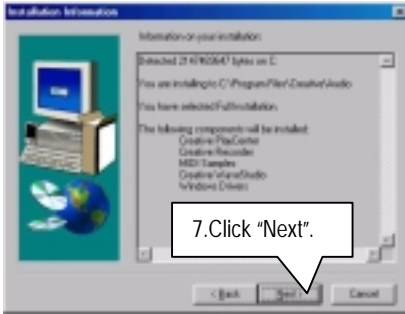 Installation Information
Information on your installation:
Detected 2147483647 bytes on C:
You are installing to C:\Program Files\Creative\Audio
You have selected Full Installation.
The following components will be installed:
Creative PlayCenter
Creative Recorder
MIDI Samples
Creative WaveStudio
Windows Drivers
7.Click “Next”.
< Back
Next >
Cancel